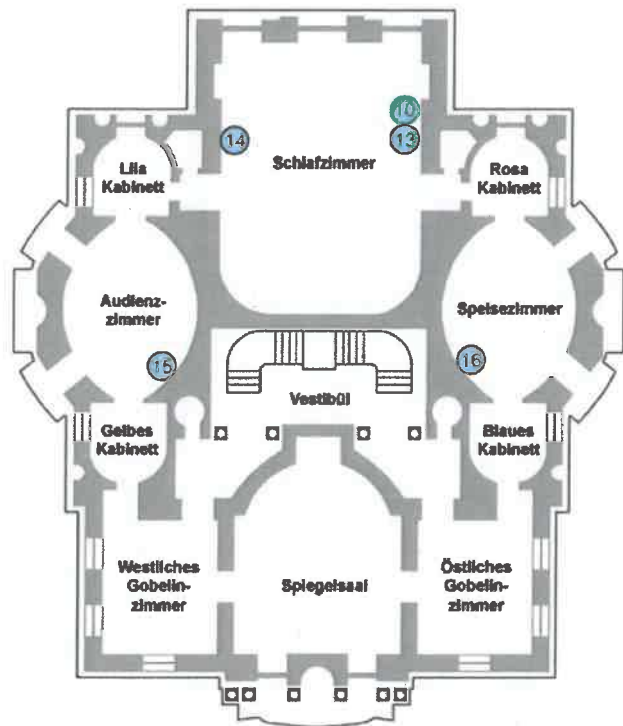 10
14
13
Lila
Kabinett
Schlafzimmer
Rosa
Kabinett
Audienz-
zimmer
Speisezimmer
15
16
Vestibül
Gelbes
Kabinett
Blaues
Kabinett
Westliches
Gobelin-
zimmer
Spiegelsaal
Östliches
Gobelin-
zimmer